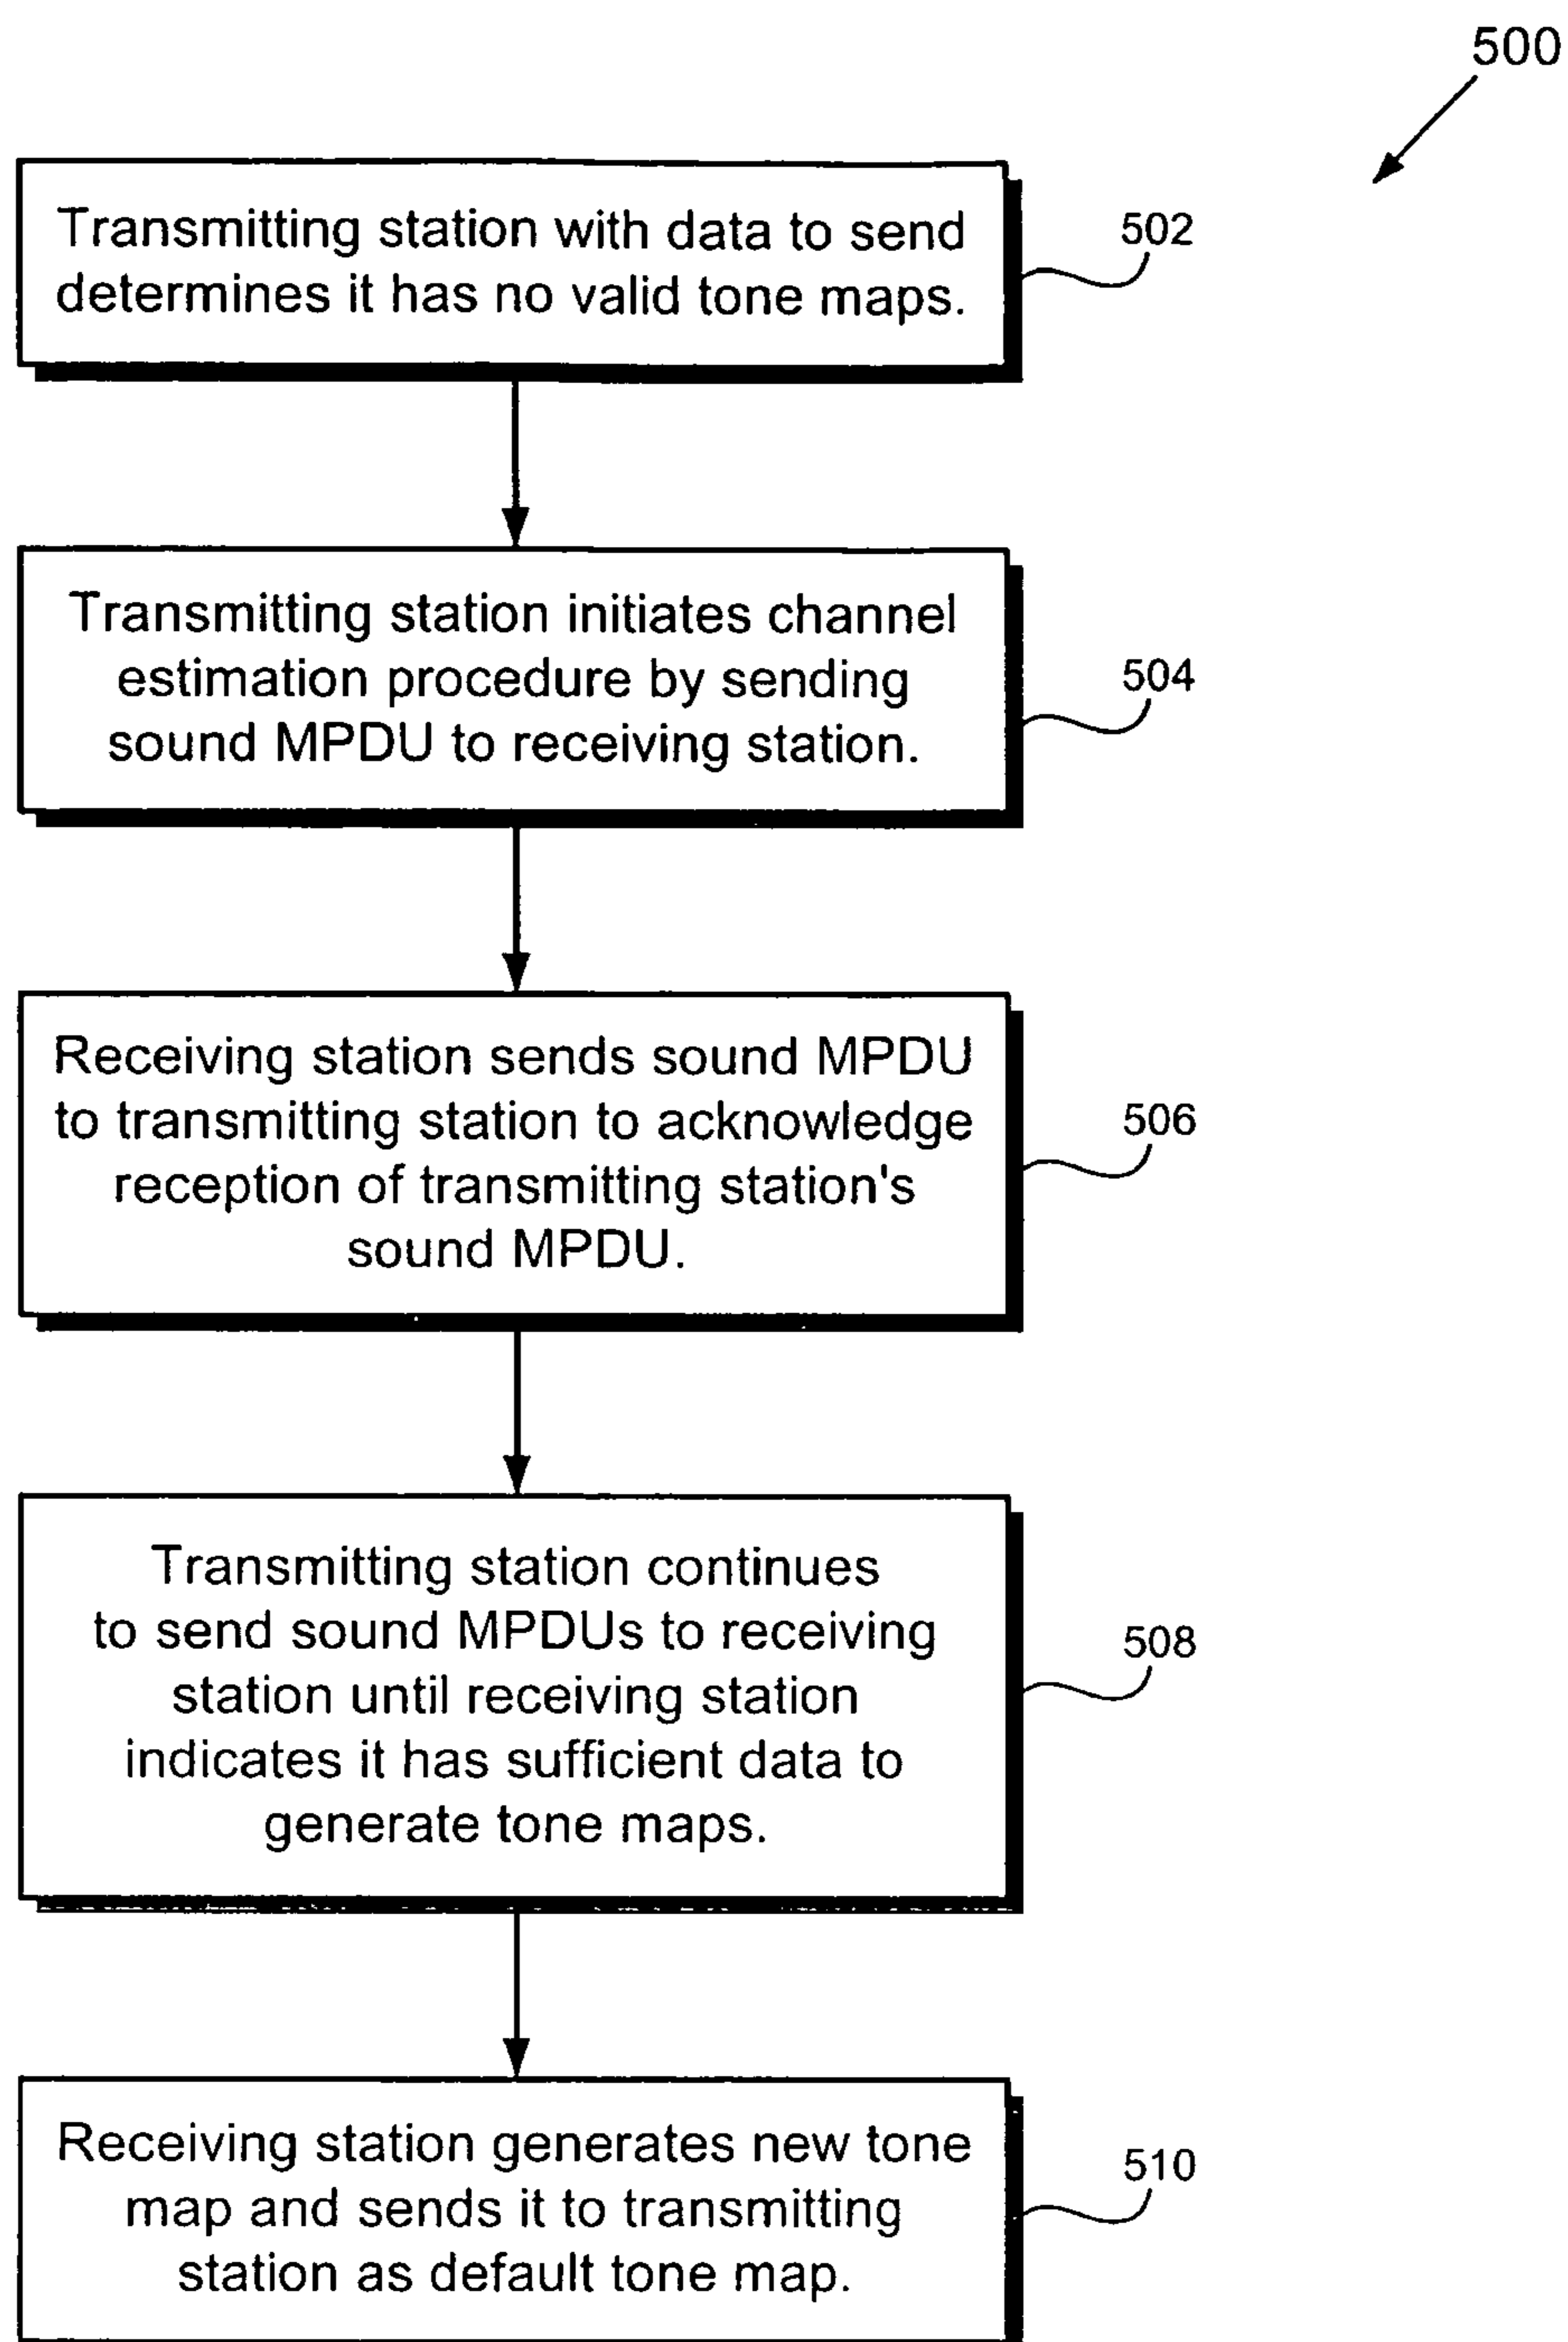 500
Transmitting station with data to send
determines it has no valid tone maps.
502
Transmitting station initiates channel
estimation procedure by sending
sound MPDU to receiving station.
504
Receiving station sends sound MPDU
to transmitting station to acknowledge
reception of transmitting station's
sound MPDU.
506
Transmitting station continues
to send sound MPDUs to receiving
station until receiving station
indicates it has sufficient data to
generate tone maps.
508
Receiving station generates new tone
map and sends it to transmitting
station as default tone map.
510